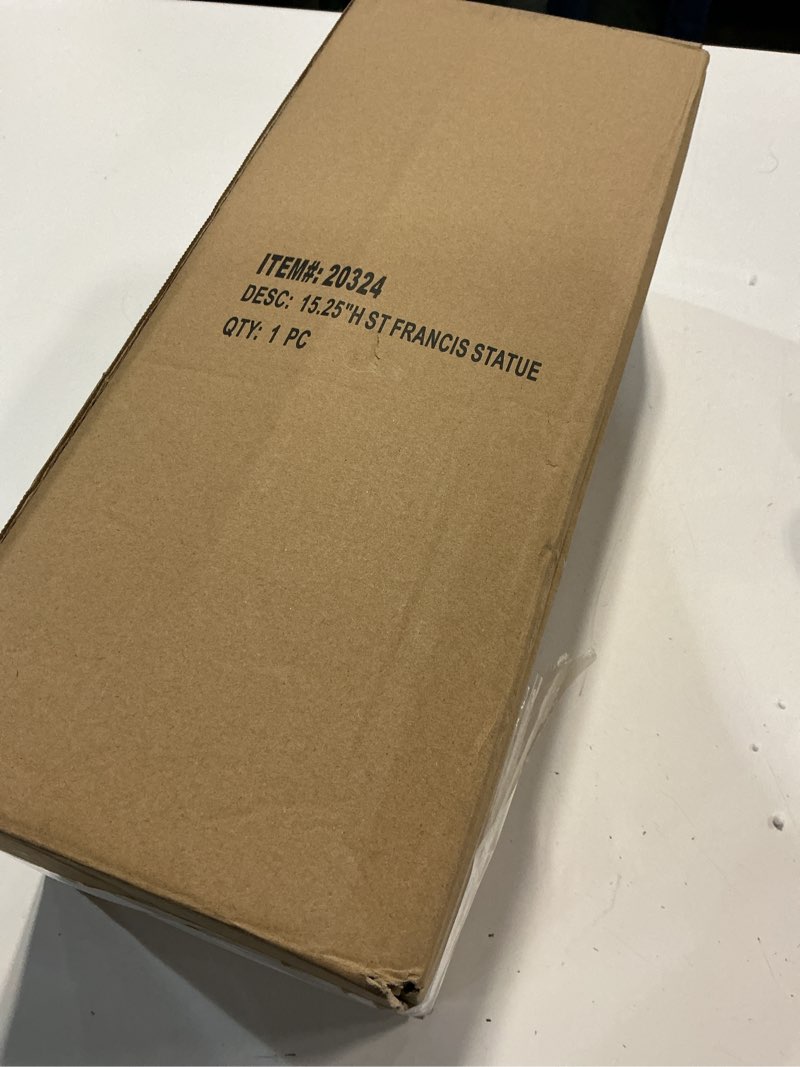 ITEM#: 20324
DESC: 15.25"H ST FRANCIS STATUE
QTY: 1 PC